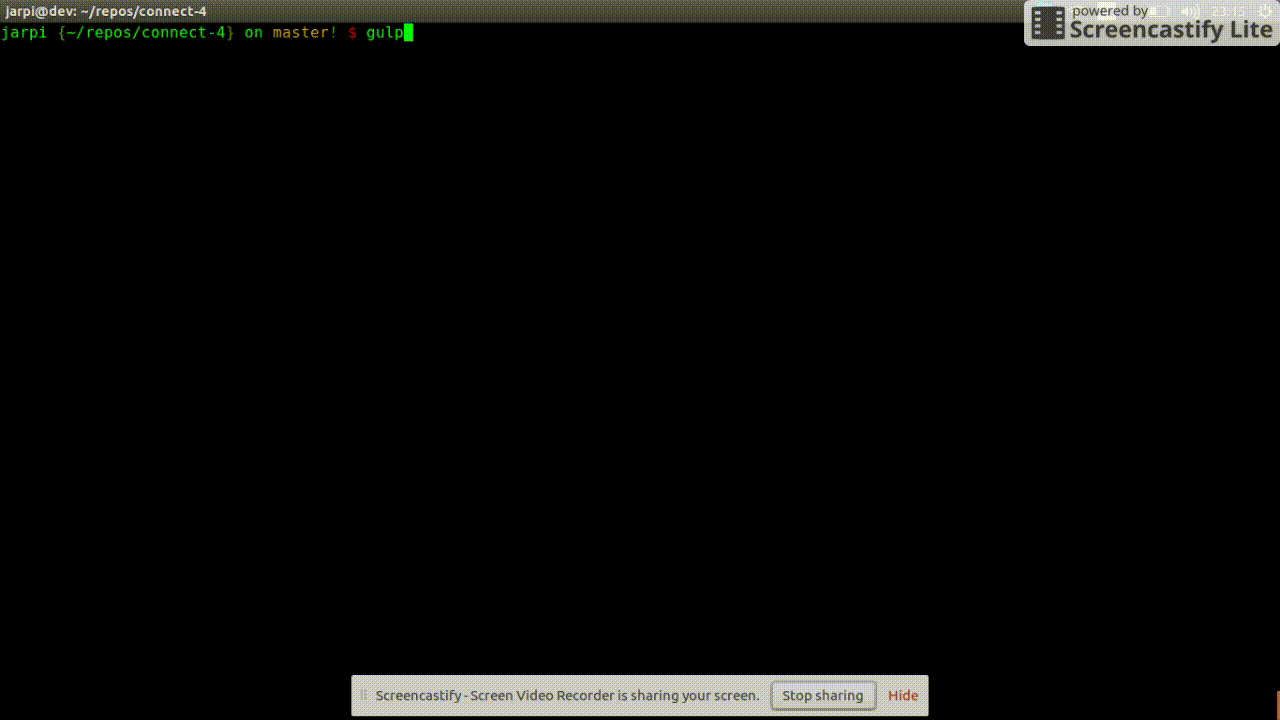 jarpi@dev: ~/repos/connect-4
powered by
Screencastify Lite
jarpi {~/repos/connect-4} on master! $ gulp
Screencastify - Screen Video Recorder is sharing your screen. Stop sharing Hide